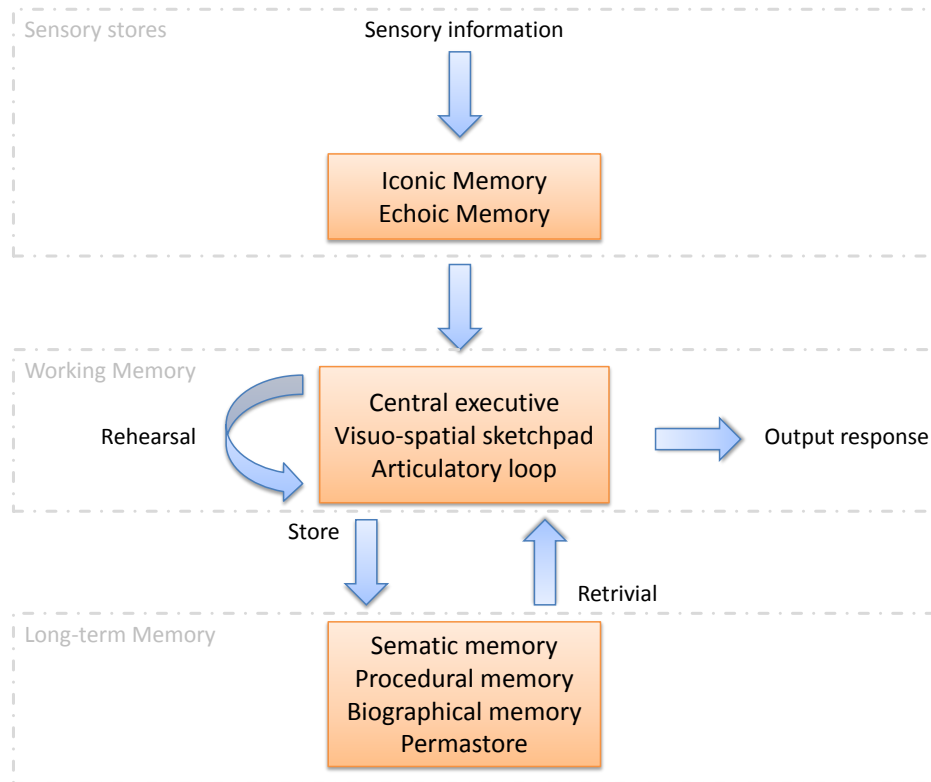 Sensory stores
Sensory information
Iconic Memory
Echoic Memory
Working Memory
Central executive
Visuo-spatial sketchpad
Articulatory loop
Rehearsal
Output response
Store
Retrivial
Long-term Memory
Sematic memory
Procedural memory
Biographical memory
Permastore